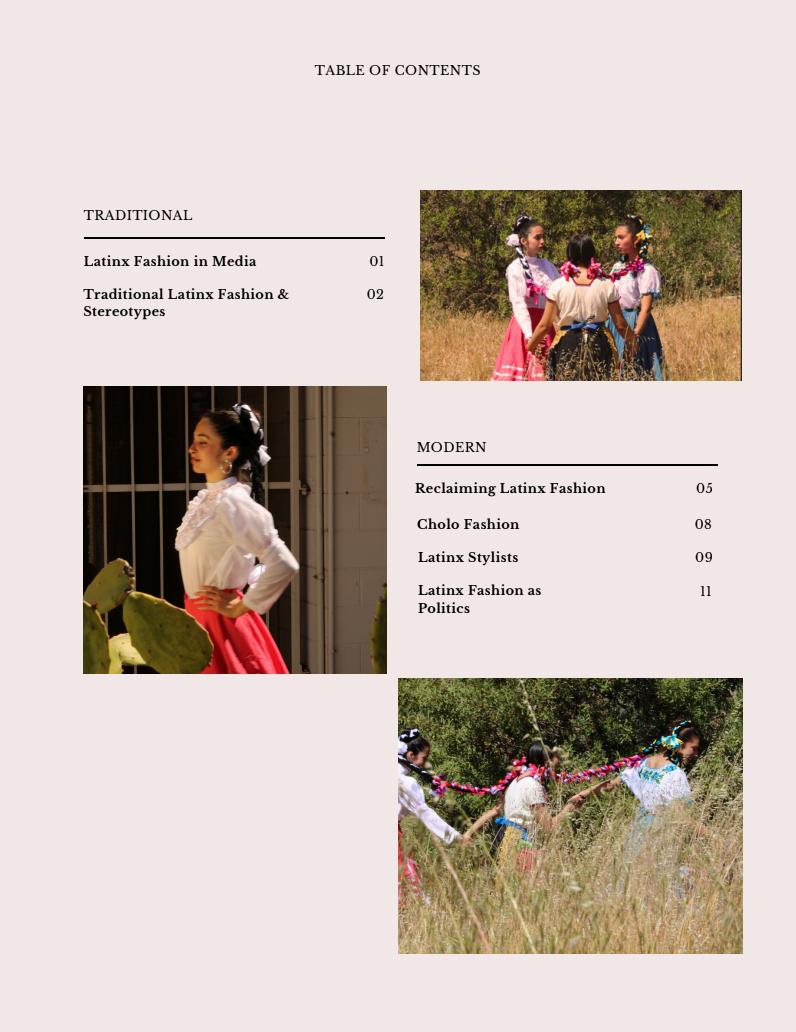 TABLE OF CONTENTS
TRADITIONAL
Latinx Fashion in Media 01
Traditional Latinx Fashion & 02
Stereotypes
MODERN
Reclaiming Latinx Fashion 05
Cholo Fashion 08
Latinx Stylists 09
Latinx Fashion as 11
Politics